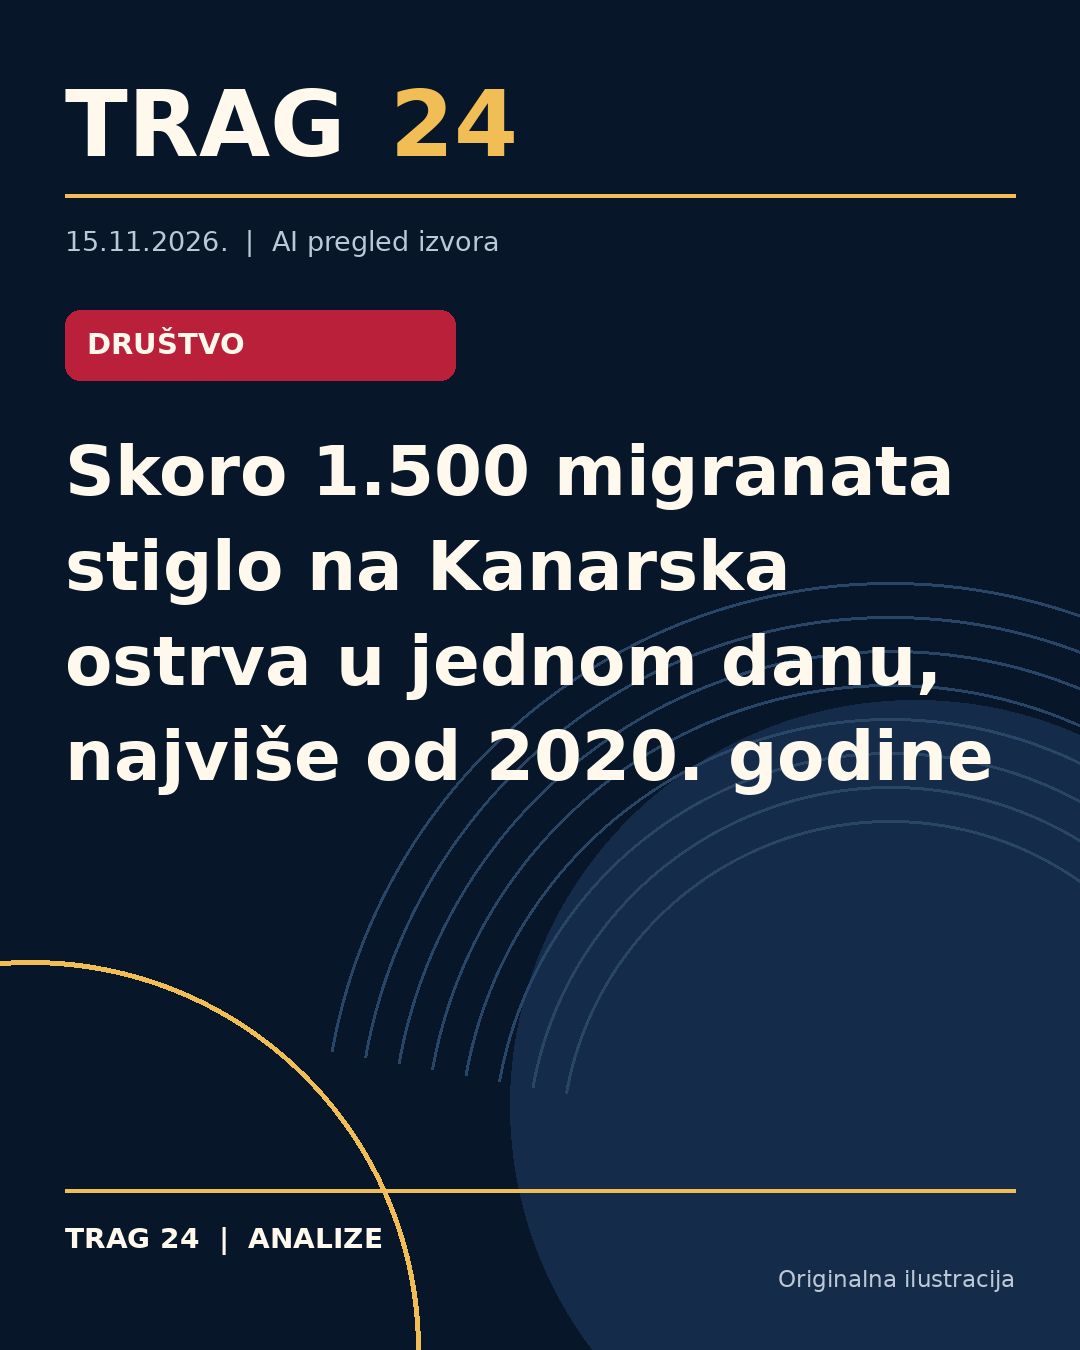 TRAG 24
15.11.2026. | AI pregled izvora
DRUŠTVO
Skoro 1.500 migranata
stiglo na Kanarska
ostrva u jednom danu,
najviše od 2020. godine
TRAG 24 | ANALIZE
Originalna ilustracija